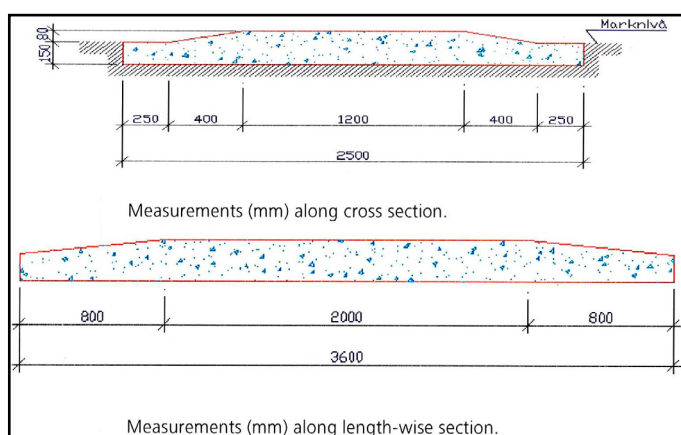 Marknivå
80
150
250 400 1200 400 250
2500
Measurements (mm) along cross section.
800 2000 800
3600
Measurements (mm) along length-wise section.